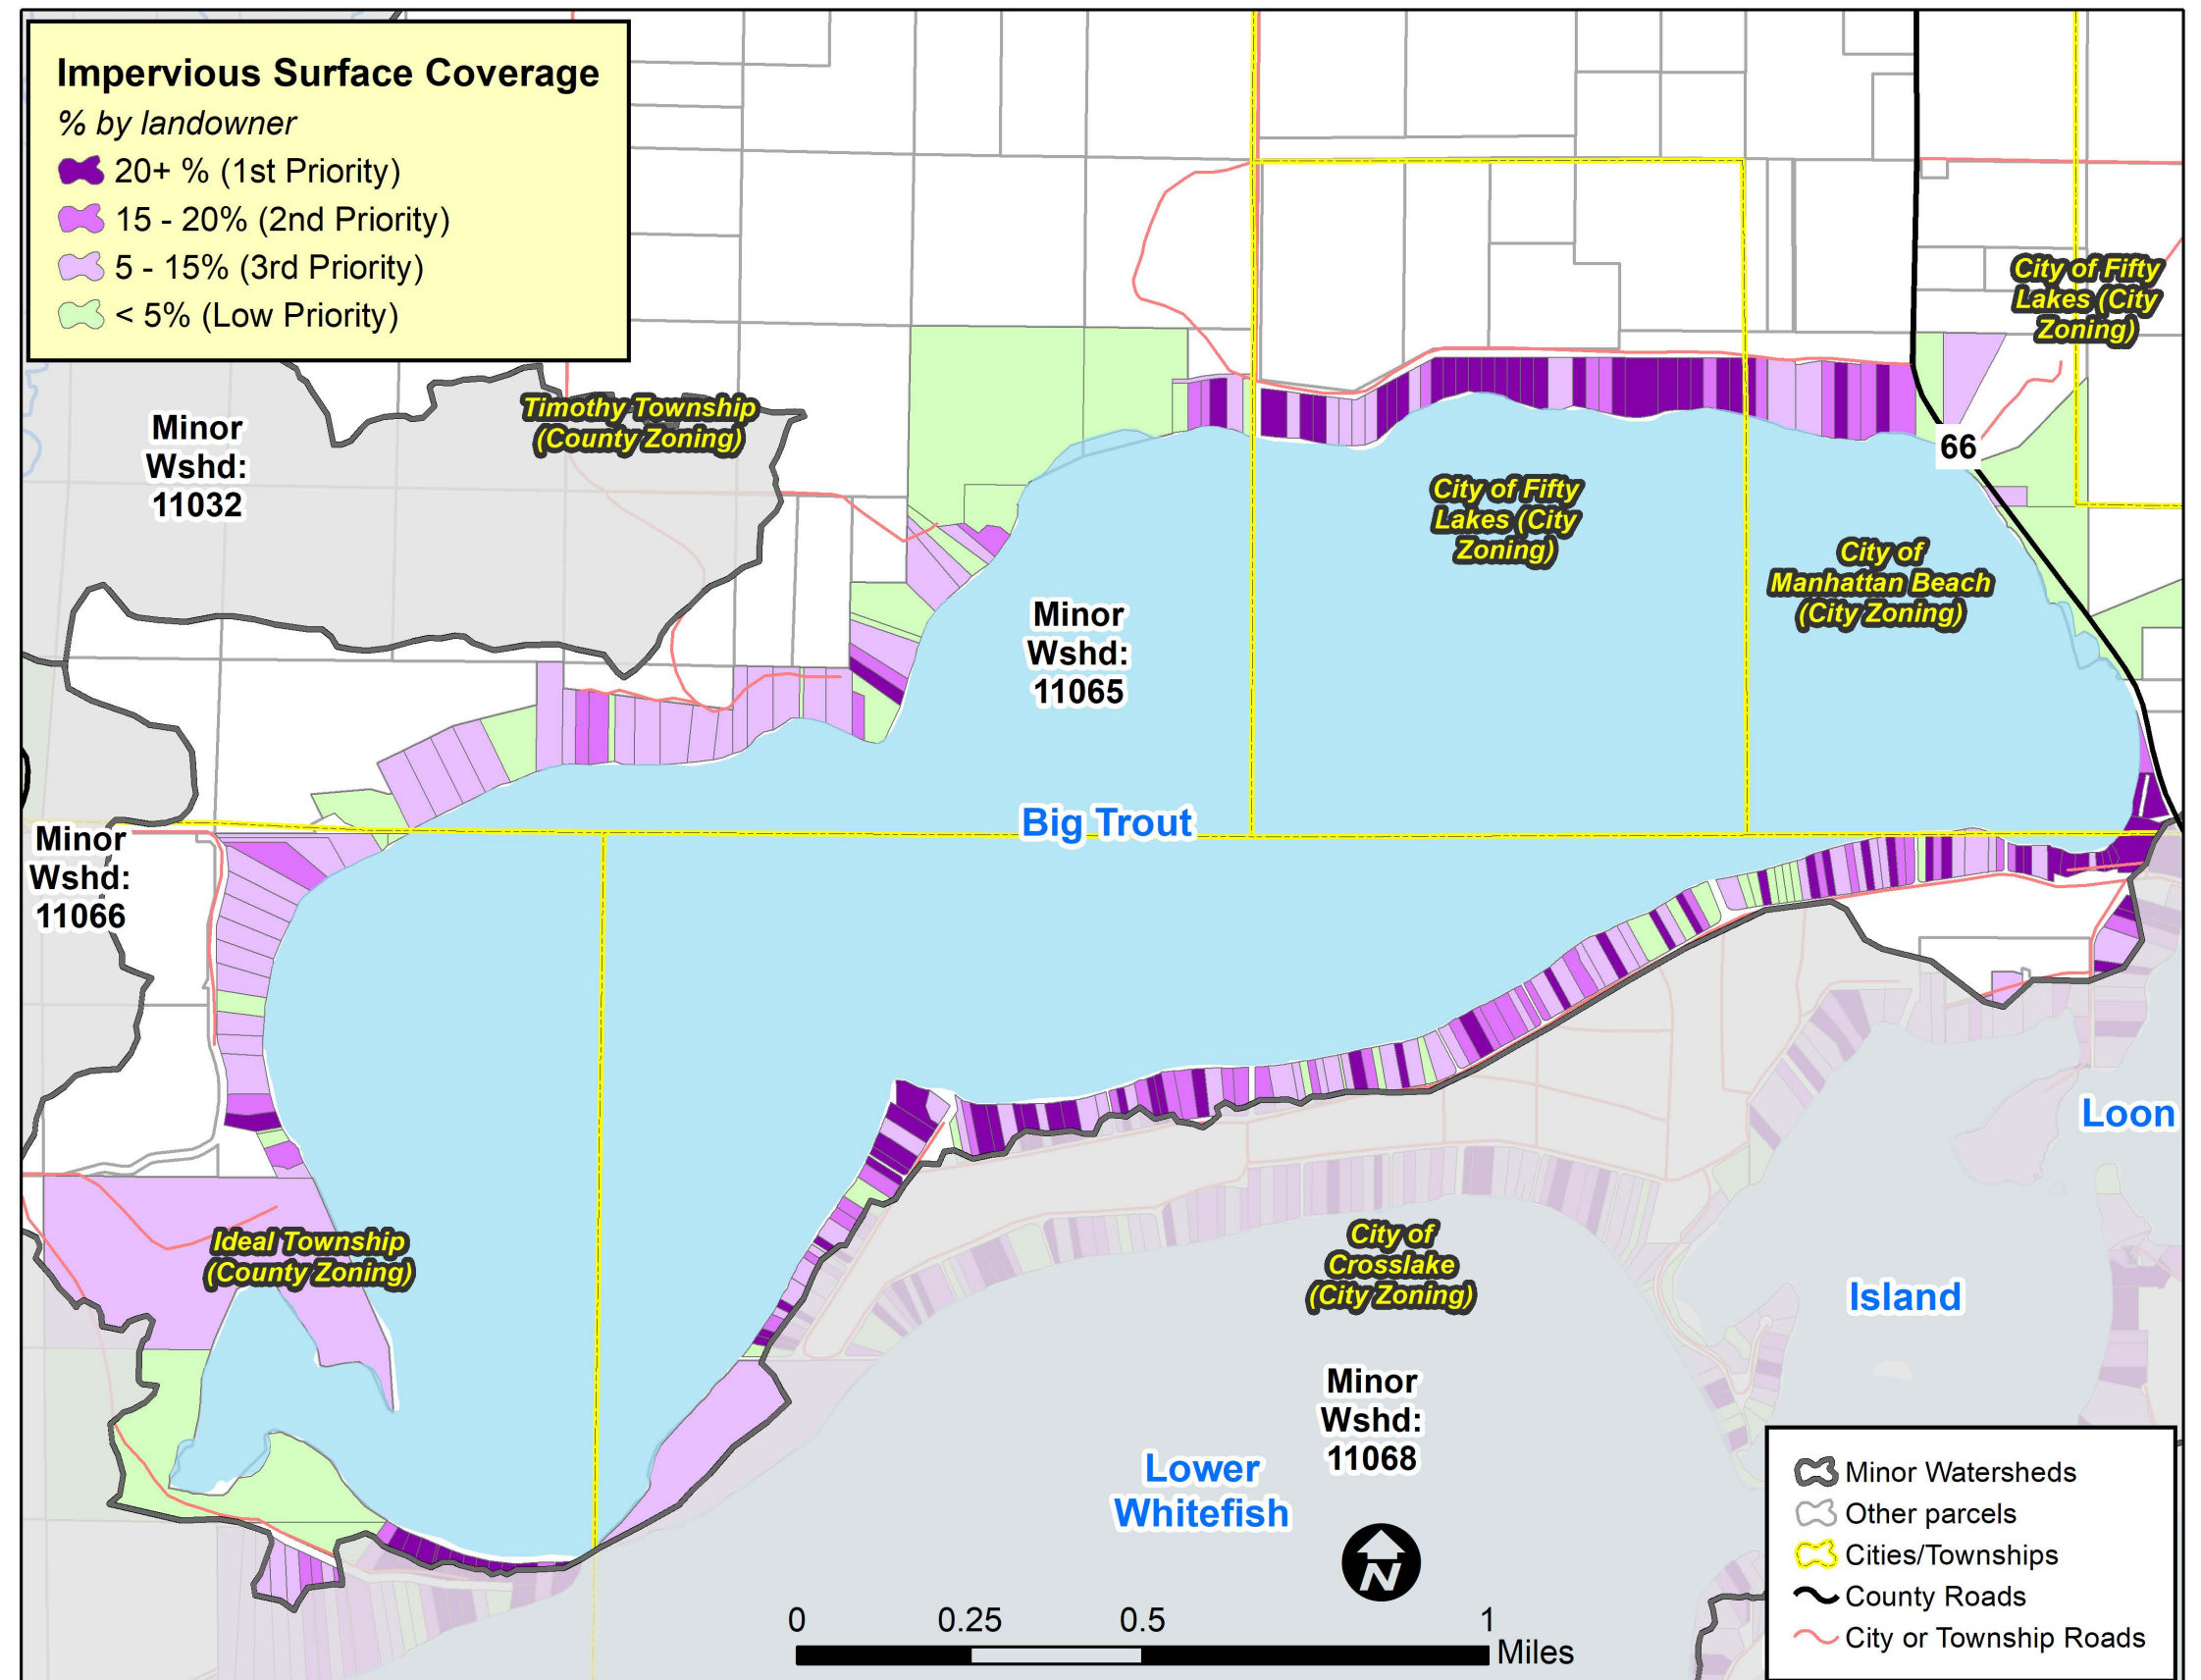 Impervious Surface Coverage
% by landowner
20+ % (1st Priority)
15 - 20% (2nd Priority)
5 - 15% (3rd Priority)
< 5% (Low Priority)
City of Fifty
Lakes (City
Zoning)
Minor
Wshd:
11032
Timothy Township
(County Zoning)
66
City of Fifty
Lakes (City
Zoning)
City of
Manhattan Beach
(City Zoning)
Minor
Wshd:
11065
Big Trout
Minor
Wshd:
11066
Loon
Ideal Township
(County Zoning)
City of
Crosslake
(City Zoning)
Island
Minor
Wshd:
11068
Lower
Whitefish
N
0 0.25 0.5 1
Miles
Minor Watersheds
Other parcels
Cities/Townships
County Roads
City or Township Roads